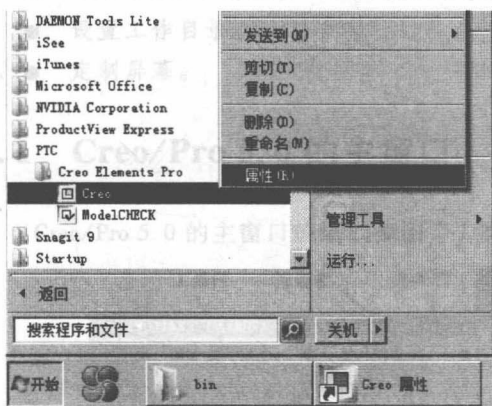 DAEMON Tools Lite
iSee
iTunes
Microsoft Office
NVIDIA Corporation
ProductView Express
PTC
Creo Elements Pro
Creo
ModelCHECK
Snagit 9
Startup
返回
搜索程序和文件
发送到(N)
剪切(T)
复制(C)
删除(D)
重命名(M)
属性(R)
管理工具
运行...
关机
开始
bin
Creo 属性